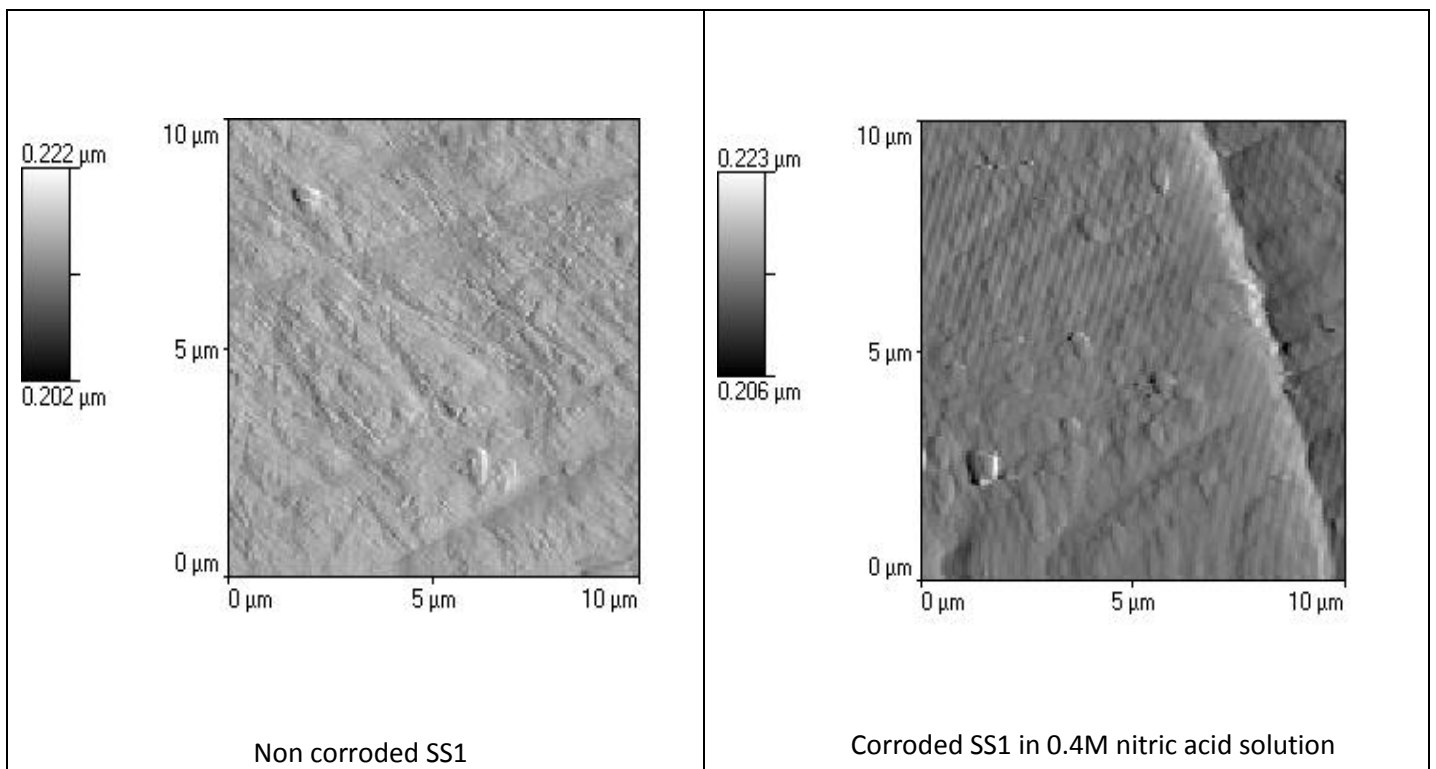 10 µm
0.222 µm
5 µm
0.202 µm
0 µm
0 µm
5 µm
10 µm
Non corroded SS1
10 µm
0.223 µm
5 µm
0.206 µm
0 µm
0 µm
5 µm
10 µm
Corroded SS1 in 0.4M nitric acid solution